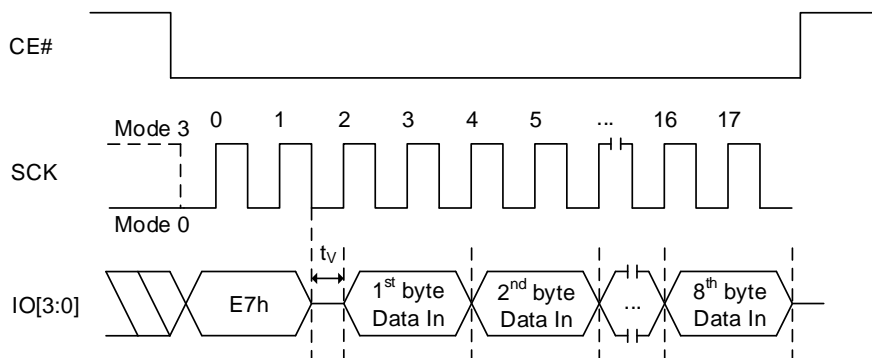 CE#
0 1 2 3 4 5 ... 16 17
Mode 3
SCK
Mode 0
tV
1st byte 2nd byte 8th byte
IO[3:0] E7h ...
Data In Data In Data In